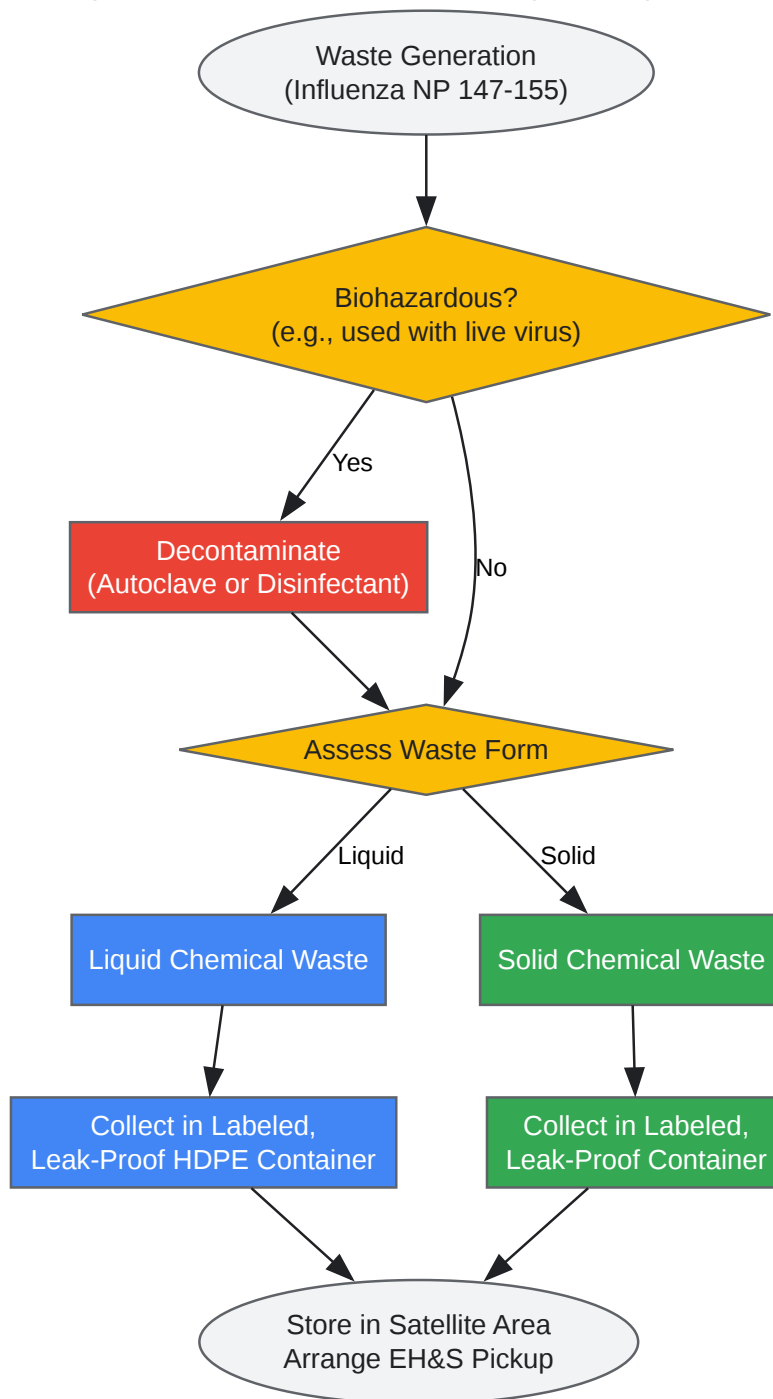 Waste Generation
(Influenza NP 147-155)
Biohazardous?
(e.g., used with live virus)
Yes
Decontaminate
(Autoclave or Disinfectant)
No
Assess Waste Form
Liquid
Solid
Liquid Chemical Waste
Solid Chemical Waste
Collect in Labeled,
Leak-Proof HDPE Container
Collect in Labeled,
Leak-Proof Container
Store in Satellite Area
Arrange EH&S Pickup